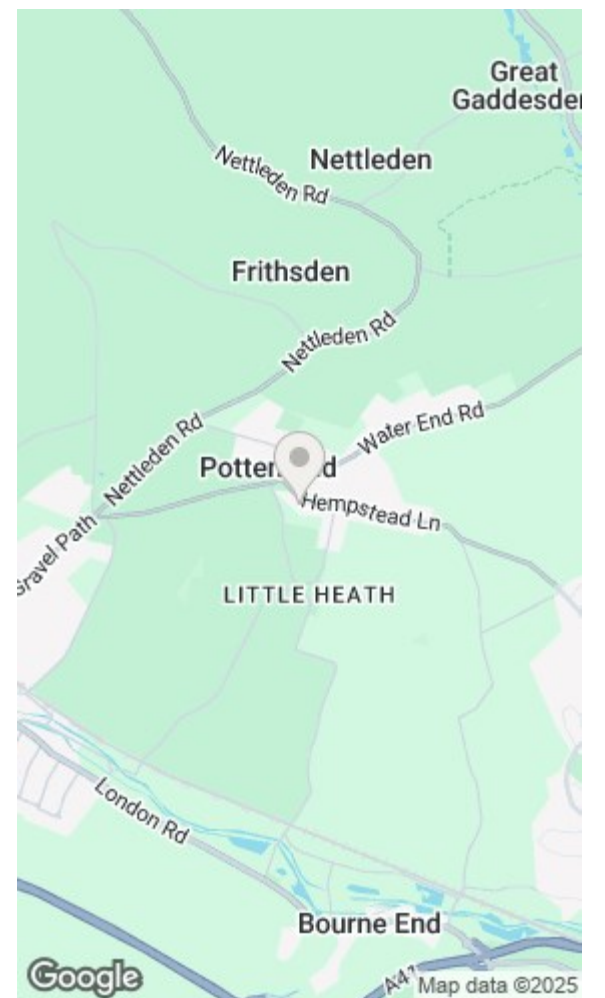 Great
Gaddesden
Nettleden
Nettleden Rd
Frithsden
Nettleden Rd
Water End Rd
Nettleden Rd
Hempstead Ln
Gravel Path
LITTLE HEATH
London Rd
Bourne End
A41
Google
Map data ©2025